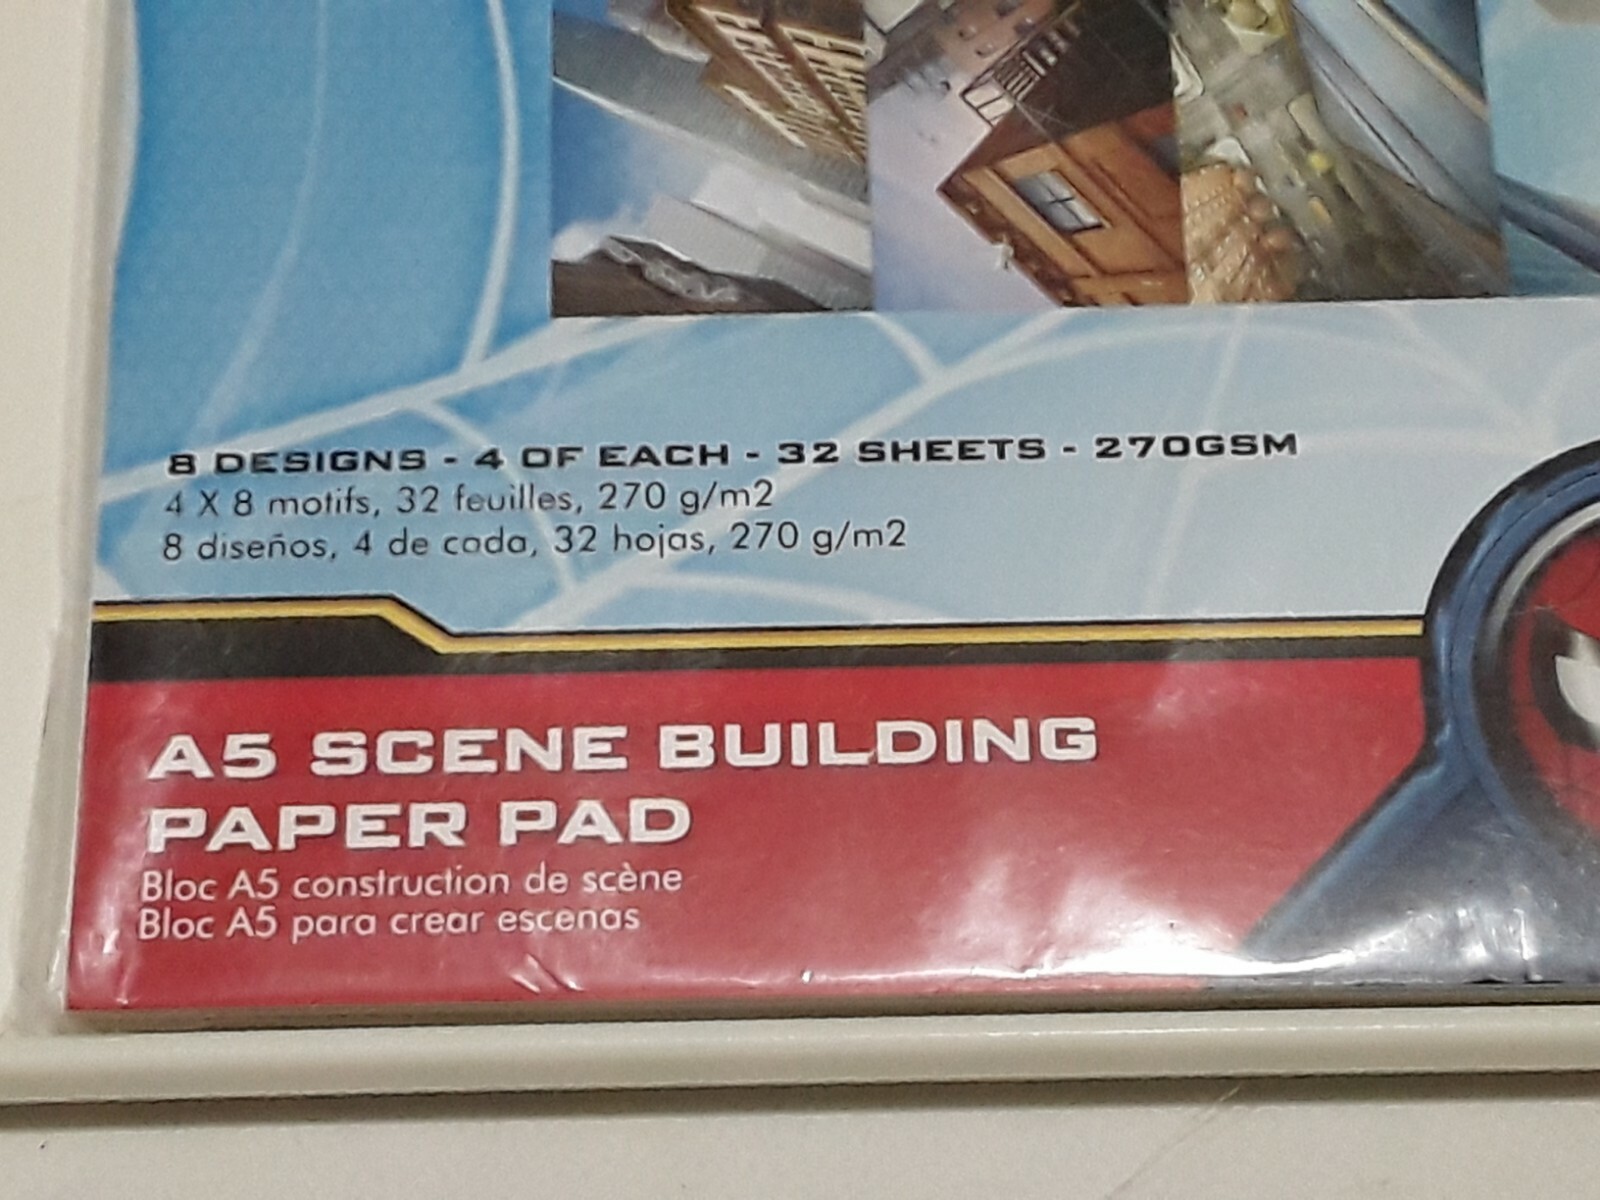 8 DESIGNS - 4 OF EACH - 32 SHEETS - 270GSM
4 X 8 motifs, 32 feuilles, 270 g/m2
8 diseños, 4 de cada, 32 hojas, 270 g/m2
A5 SCENE BUILDING
PAPER PAD
Bloc A5 construction de scène
Bloc A5 para crear escenas